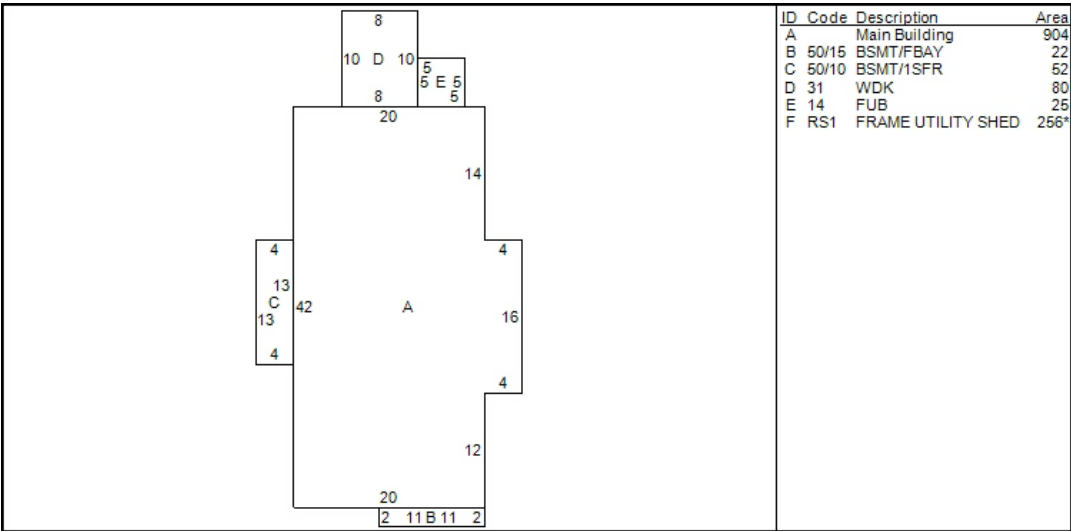 8
10 D 10
5
5 E 5
8 5
20
14
4 4
13
C
42 A 16
13
4
4
12
20
2 11 B 11 2
ID Code Description Area
A Main Building 904
B 50/15 BSMT/FBAY 22
C 50/10 BSMT/1SFR 52
D 31 WDK 80
E 14 FUB 25
F RS1 FRAME UTILITY SHED 256*